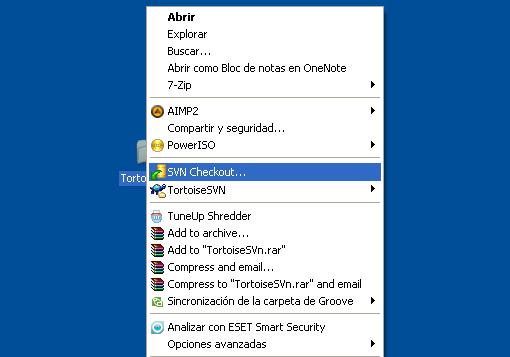 Abrir
Explorar
Buscar...
Abrir como Bloc de notas en OneNote
7-Zip
AIMP2
Compartir y seguridad...
PowerISO
SVN Checkout...
Torto
TortoiseSVN
TuneUp Shredder
Add to archive...
Add to "TortoiseSVn.rar"
Compress and email...
Compress to "TortoiseSVn.rar" and email
Sincronización de la carpeta de Groove
Analizar con ESET Smart Security
Opciones avanzadas